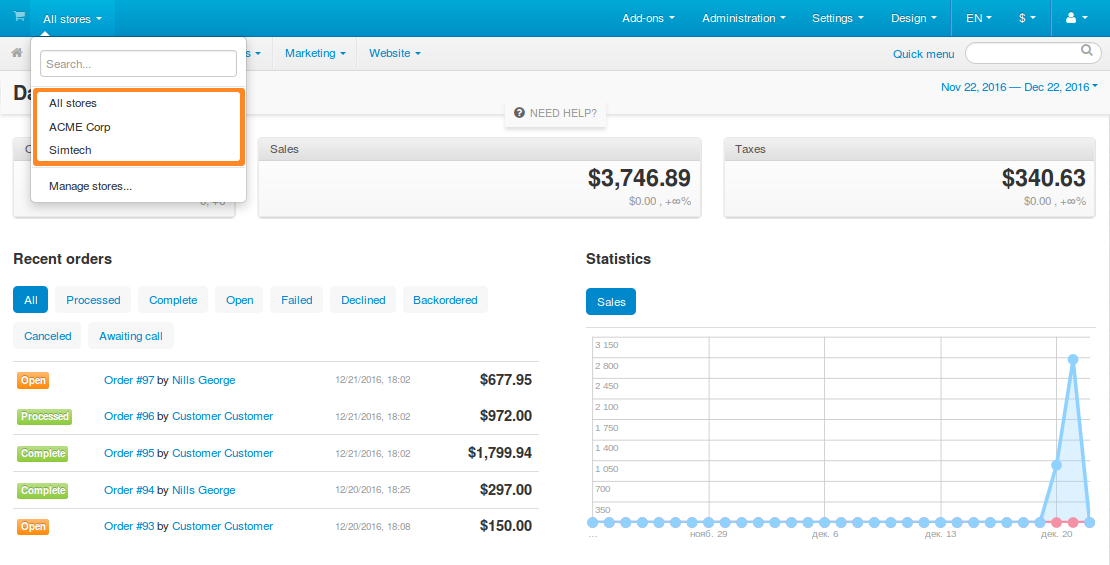 All stores Add-ons Administration Settings Design EN $
s Marketing Website Quick menu
Search...
Nov 22, 2016 — Dec 22, 2016
All stores
ACME Corp
Simtech
Manage stores...
NEED HELP?
Sales Taxes
$3,746.89 $340.63
$0.00 , +∞% $0.00 , +∞%
Recent orders Statistics
All Processed Complete Open Failed Declined Backordered
Canceled Awaiting call
Sales
Open Order #97 by Nills George 12/21/2016, 18:02 $677.95
Processed Order #96 by Customer Customer 12/21/2016, 18:02 $972.00
Complete Order #95 by Customer Customer 12/21/2016, 18:02 $1,799.94
Complete Order #94 by Nills George 12/20/2016, 18:25 $297.00
Open Order #93 by Customer Customer 12/20/2016, 18:08 $150.00
3 150
2 800
2 450
2 100
1 750
1 400
1 050
700
350
... нояб. 29 дек. 6 дек. 13 дек. 20